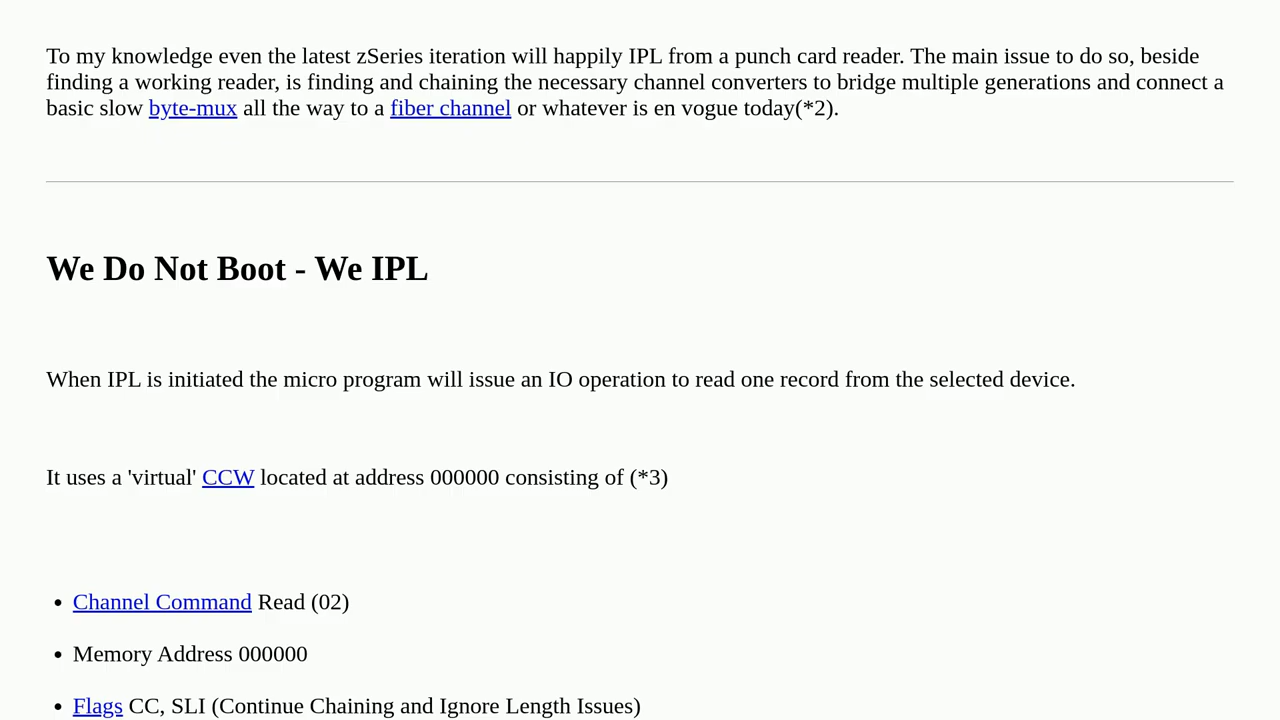 To my knowledge even the latest zSeries iteration will happily IPL from a punch card reader. The main issue to do so, beside
finding a working reader, is finding and chaining the necessary channel converters to bridge multiple generations and connect a
basic slow byte-mux all the way to a fiber channel or whatever is en vogue today(*2).
We Do Not Boot - We IPL
When IPL is initiated the micro program will issue an IO operation to read one record from the selected device.
It uses a 'virtual' CCW located at address 000000 consisting of (*3)
• Channel Command Read (02)
• Memory Address 000000
• Flags CC, SLI (Continue Chaining and Ignore Length Issues)